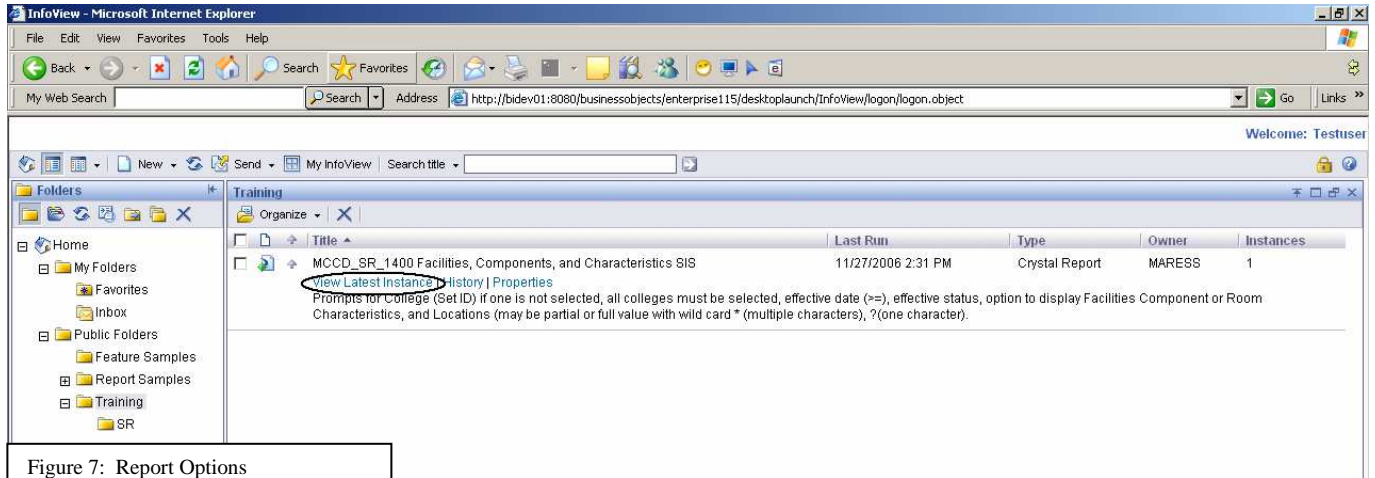 InfoView - Microsoft Internet Explorer
File Edit View Favorites Tools Help
Back Search Favorites
My Web Search Search Address http://bidev01:8080/businessobjects/enterprise115/desktoplaunch/InfoView/logon/logon.object Go Links »
Welcome: Testuser
New Send My InfoView Search title
Folders
Training
Organize
Title Last Run Type Owner Instances
MCCD_SR_1400 Facilities, Components, and Characteristics SIS 11/27/2006 2:31 PM Crystal Report MARESS 1
View Latest Instance | History | Properties
Prompts for College (Set ID) if one is not selected, all colleges must be selected, effective date (>=), effective status, option to display Facilities Component or Room
Characteristics, and Locations (may be partial or full value with wild card * (multiple characters), ?(one character).
Home
My Folders
Favorites
Inbox
Public Folders
Feature Samples
Report Samples
Training
SR
Figure 7: Report Options